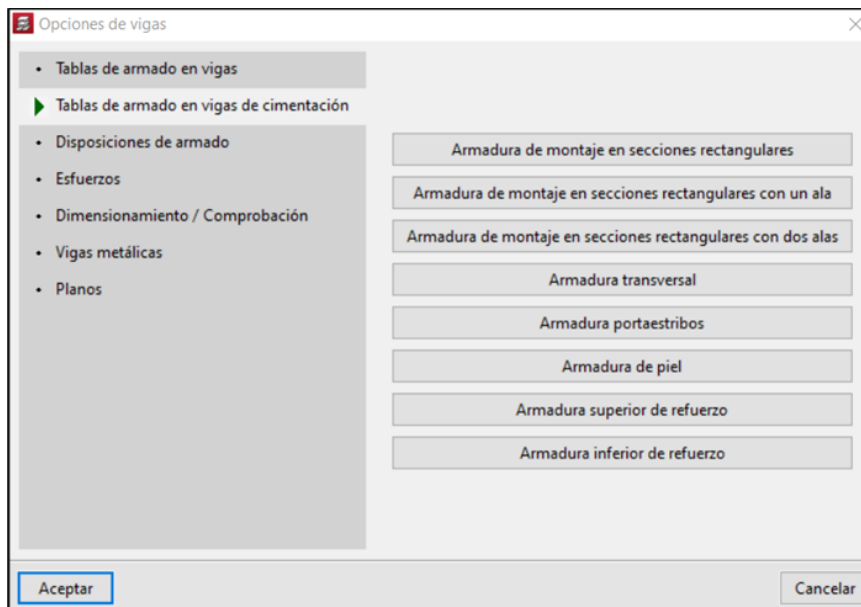 Opciones de vigas
Tablas de armado en vigas
Tablas de armado en vigas de cimentación
Disposiciones de armado
Esfuerzos
Dimensionamiento / Comprobación
Vigas metálicas
Planos
Armadura de montaje en secciones rectangulares
Armadura de montaje en secciones rectangulares con un ala
Armadura de montaje en secciones rectangulares con dos alas
Armadura transversal
Armadura portaestribos
Armadura de piel
Armadura superior de refuerzo
Armadura inferior de refuerzo
Aceptar
Cancelar